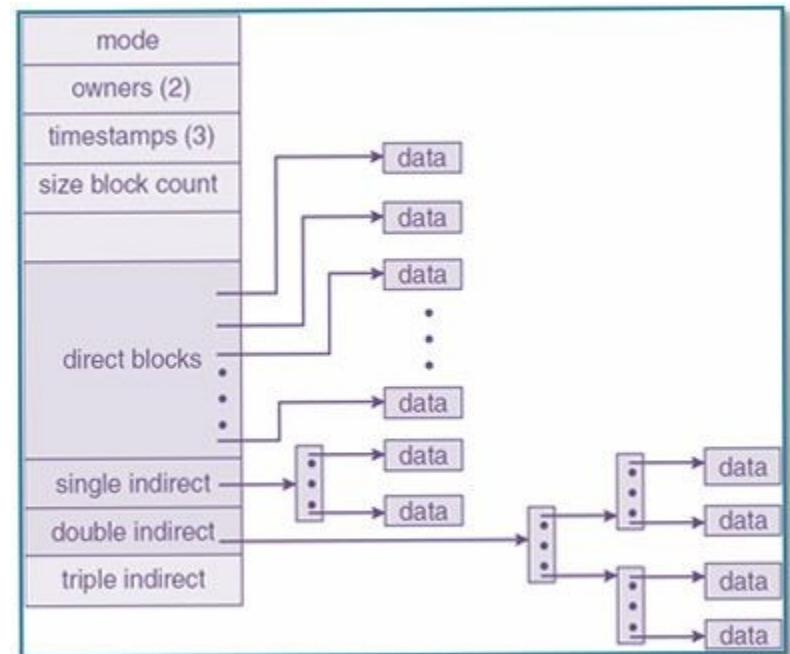 mode
owners (2)
timestamps (3)
size block count
direct blocks
single indirect
double indirect
triple indirect
data
data
data
data
data
data
data
data
data
data